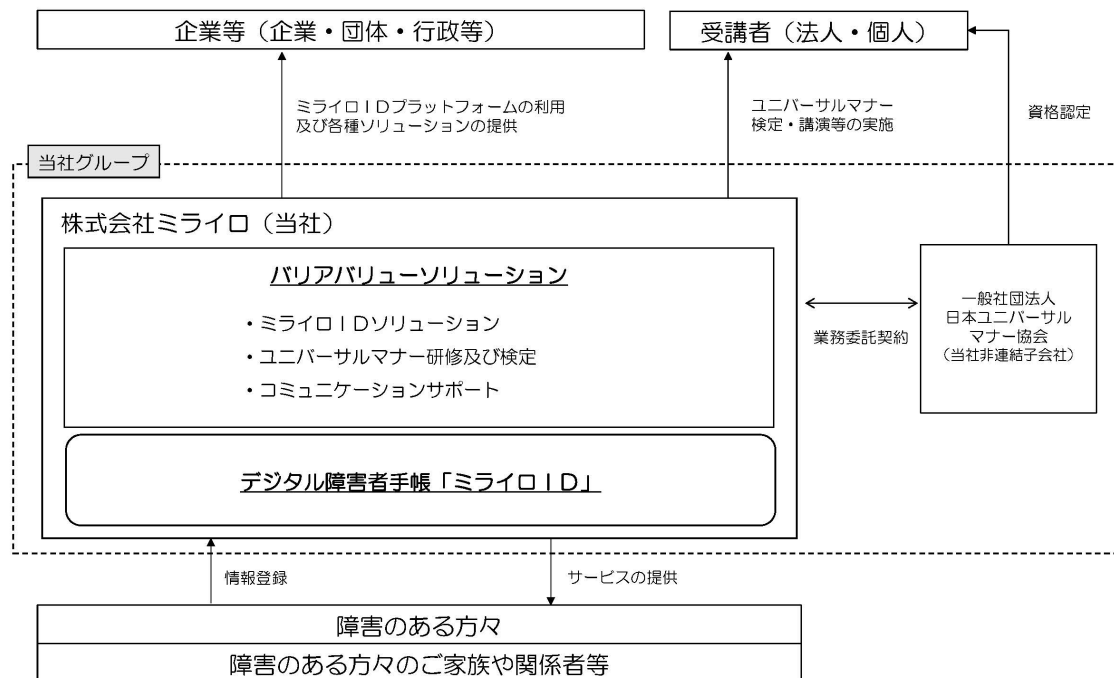 企業等（企業・団体・行政等）
受講者（法人・個人）
ミライロＩＤプラットフォームの利用
及び各種ソリューションの提供
ユニバーサルマナー
検定・講演等の実施
資格認定
当社グループ
株式会社ミライロ（当社）
バリアバリューソリューション
・ミライロＩＤソリューション
・ユニバーサルマナー研修及び検定
・コミュニケーションサポート
業務委託契約
一般社団法人
日本ユニバーサル
マナー協会
（当社非連結子会社）
デジタル障害者手帳「ミライロＩＤ」
情報登録
サービスの提供
障害のある方々
障害のある方々のご家族や関係者等